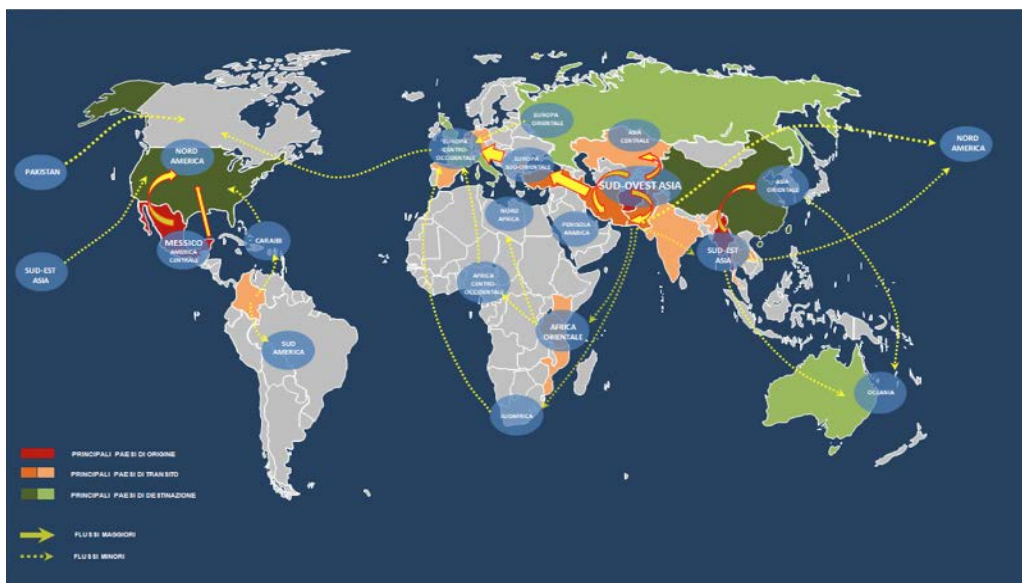 NORD
AMERICA
PAKISTAN
SUD-EST
ASIA
MESSICO
AMERICA
CENTRALE
CARAIBI
SUD
AMERICA
EUROPA
ORIENTALE
EUROPA
CENTRO-
OCCIDENTALE
EUROPA
SUD-ORIENTALE
ASIA
CENTRALE
SUD-OVEST ASIA
ASIA
ORIENTALE
NORD
AMERICA
NORD
AFRICA
PENISOLA
ARABICA
SUD-EST
ASIA
AFRICA
CENTRO-
OCCIDENTALE
AFRICA
ORIENTALE
SUDAFRICA
OCEANIA
PRINCIPALI PAESI DI ORIGINE
PRINCIPALI PAESI DI TRANSITO
PRINCIPALI PAESI DI DESTINAZIONE
FLUSSI MAGGIORI
FLUSSI MINORI